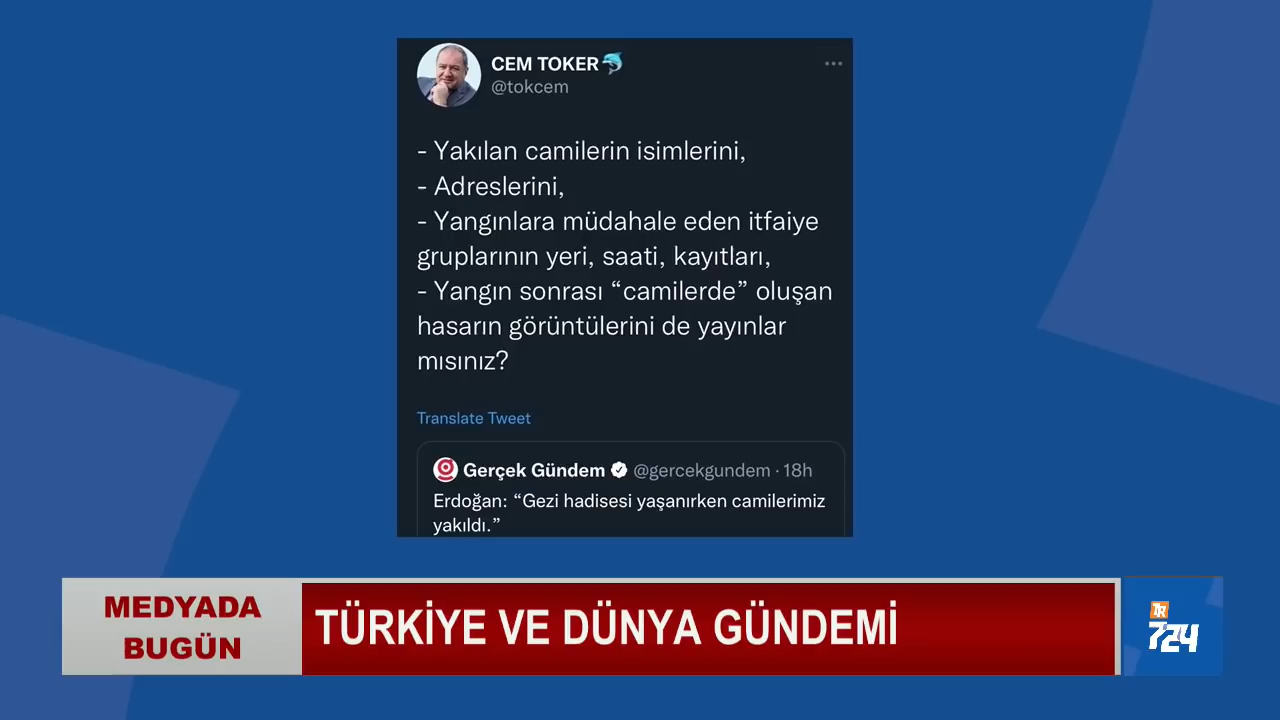 CEM TOKER🐬
@tokcem
- Yakılan camilerin isimlerini,
- Adreslerini,
- Yangınlara müdahale eden itfaiye
gruplarının yeri, saati, kayıtları,
- Yangın sonrası “camilerde” oluşan
hasarın görüntülerini de yayınlar
mısınız?
Translate Tweet
Gerçek Gündem @gercekgundem · 18h
Erdoğan: “Gezi hadisesi yaşanırken camilerimiz
yakıldı.”
MEDYADA
BUGÜN
TÜRKİYE VE DÜNYA GÜNDEMİ
TR
724